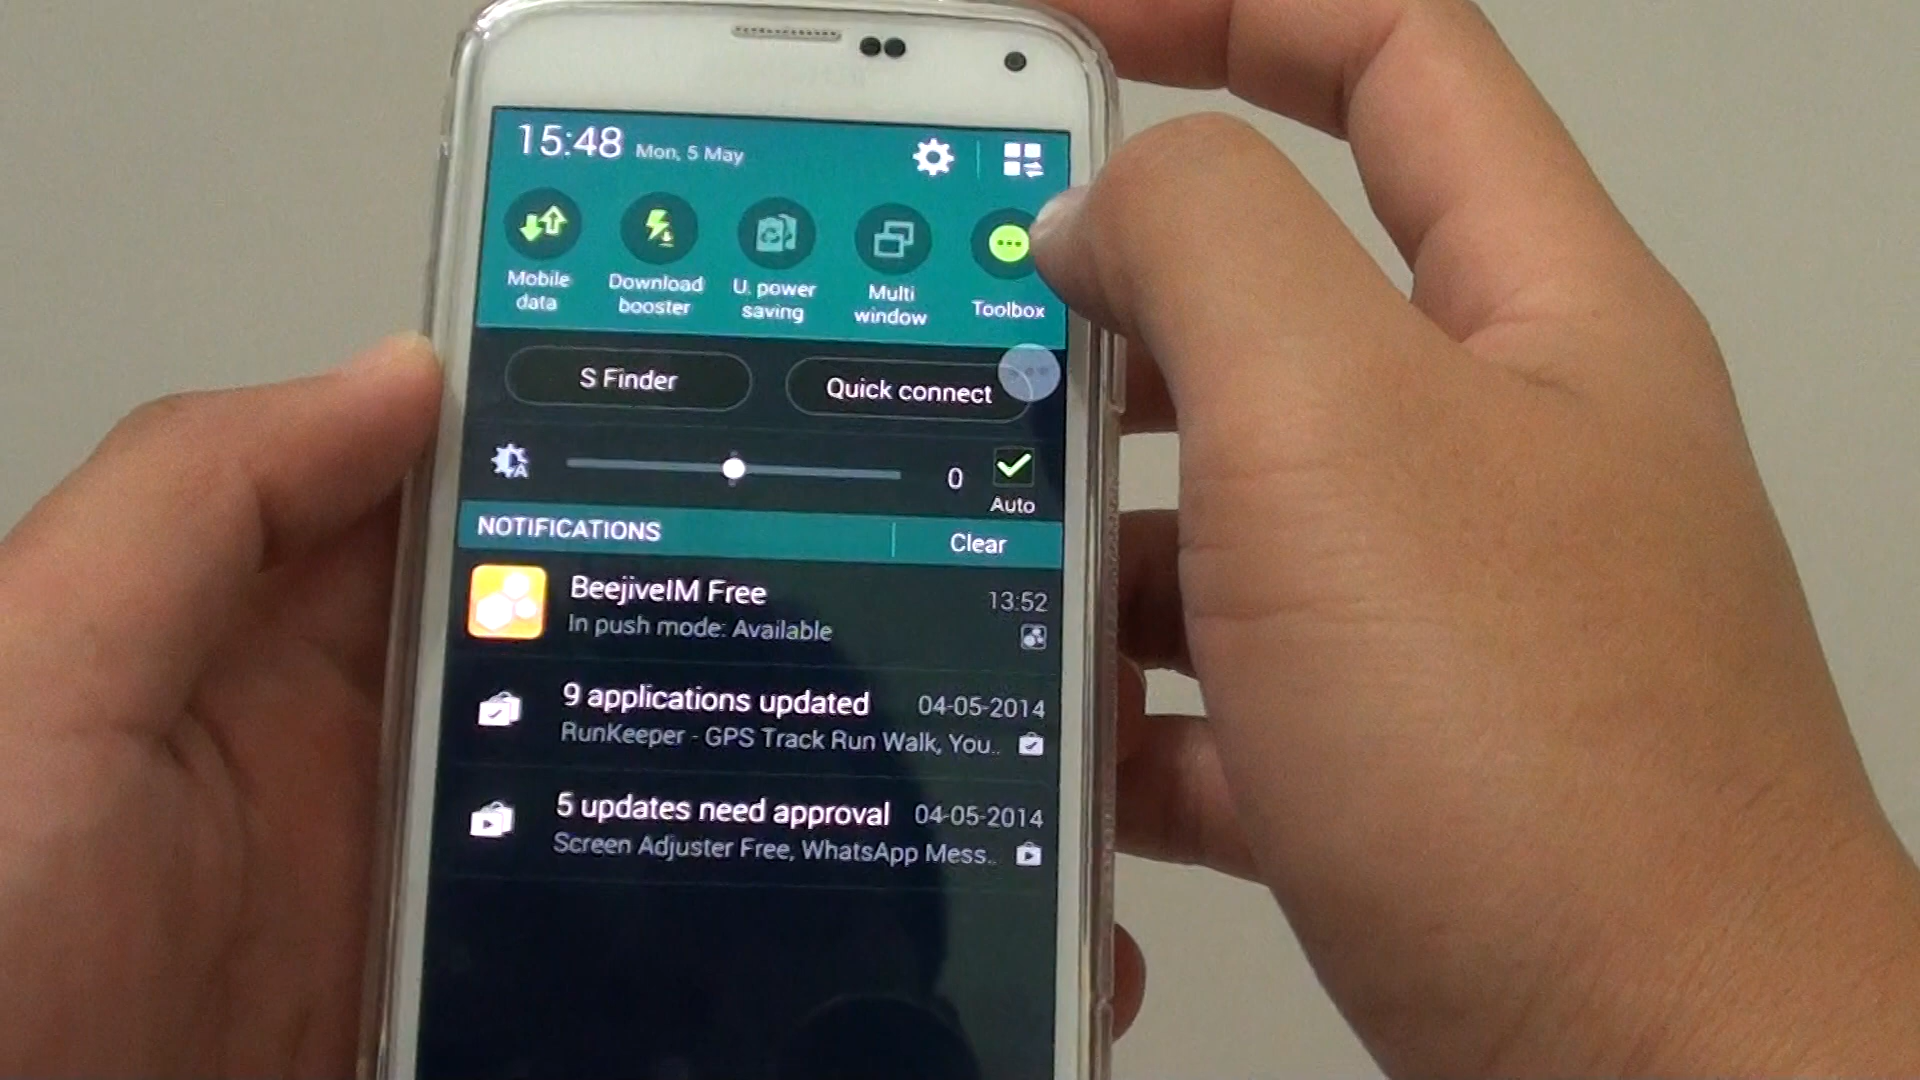 15:48 Mon, 5 May
Mobile data
Download booster
U. power saving
Multi window
Toolbox
S Finder
Quick connect
0
Auto
NOTIFICATIONS
Clear
BeejiveIM Free
13:52
In push mode: Available
9 applications updated
04-05-2014
RunKeeper - GPS Track Run Walk, You..
5 updates need approval
04-05-2014
Screen Adjuster Free, WhatsApp Mess..